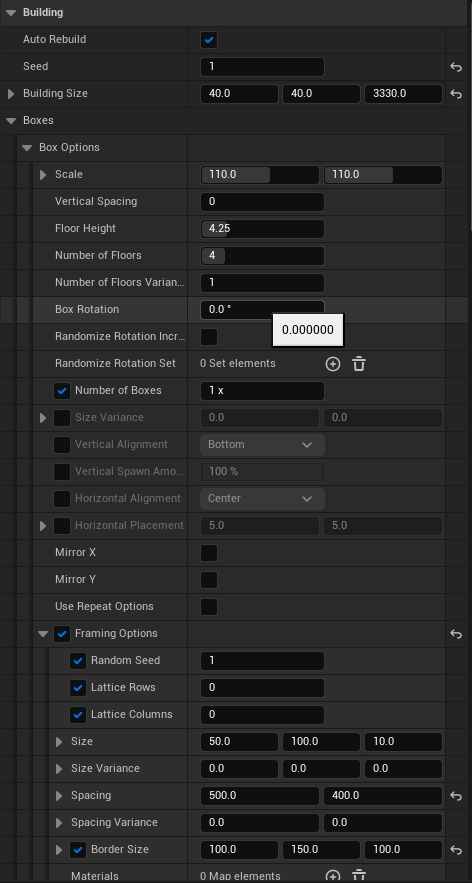 Building
Auto Rebuild
Seed 1
Building Size 40.0 40.0 3330.0
Boxes
Box Options
Scale 110.0 110.0
Vertical Spacing 0
Floor Height 4.25
Number of Floors 4
Number of Floors Varian... 1
Box Rotation 0.0 °
0.000000
Randomize Rotation Incr...
Randomize Rotation Set 0 Set elements
Number of Boxes 1 x
Size Variance 0.0 0.0
Vertical Alignment Bottom
Vertical Spawn Amo... 100 %
Horizontal Alignment Center
Horizontal Placement 5.0 5.0
Mirror X
Mirror Y
Use Repeat Options
Framing Options
Random Seed 1
Lattice Rows 0
Lattice Columns 0
Size 50.0 100.0 10.0
Size Variance 0.0 0.0 0.0
Spacing 500.0 400.0
Spacing Variance 0.0 0.0
Border Size 100.0 150.0 100.0
Materials 0 Map elements